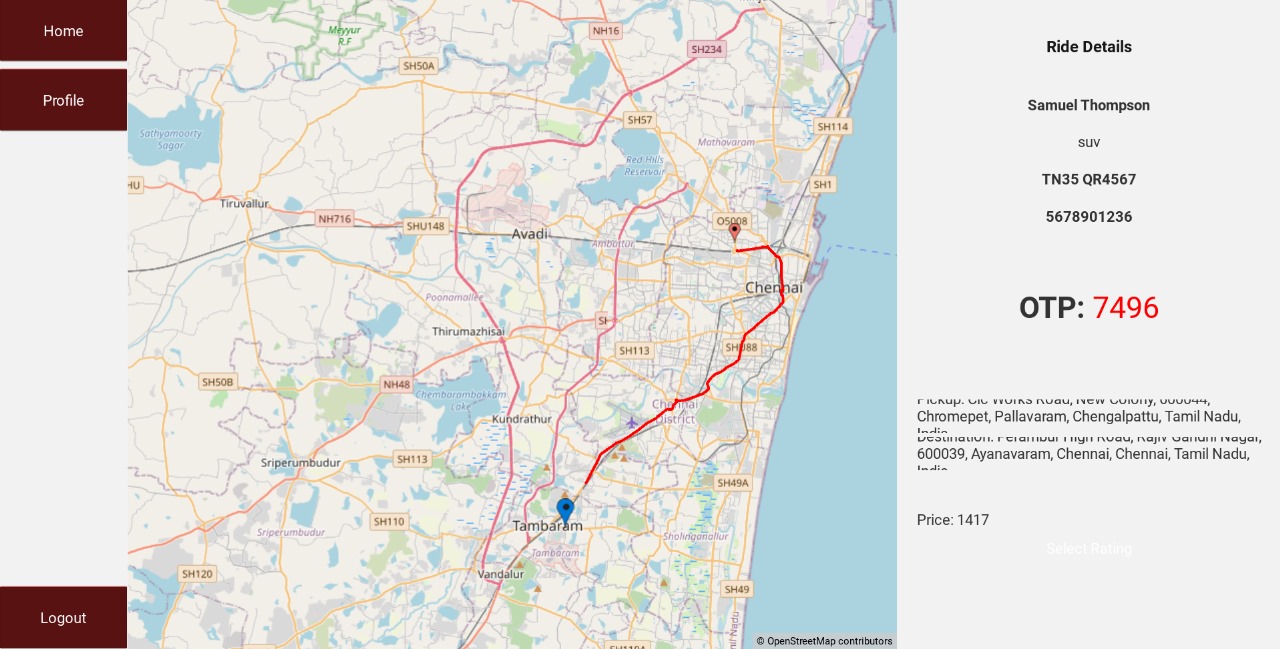 Home
Profile
Logout
Meyyur
R.F
NH16
SH234
SH50A
SH57
SH114
Sathyamoorty
Sagar
Mathavaram
Red Hills
Reservoir
SH1
HU
Tiruvallur
NH716
SHU148
O5008
Avadi
Ambattur
Chennai
Poonamallee
SH
Thirumazhisai
SH113
SHU88
SH50B
NH48
Chembarambakkam
Lake
Chennai
District
Kundrathur
Sriperumbudur
SH113
SH49A
SH110
Tambaram
Sriperumbudur
Sholinganallur
Tambaram
Vandalur
SH120
SH49
SH110A
© OpenStreetMap contributors
Ride Details
Samuel Thompson
suv
TN35 QR4567
5678901236
OTP: 7496
Pickup: Clc Works Road, New Colony, 600044,
Chromepet, Pallavaram, Chengalpattu, Tamil Nadu,
India
Destination: Perambur High Road, Rajiv Gandhi Nagar,
600039, Ayanavaram, Chennai, Chennai, Tamil Nadu,
India
Price: 1417
Select Rating